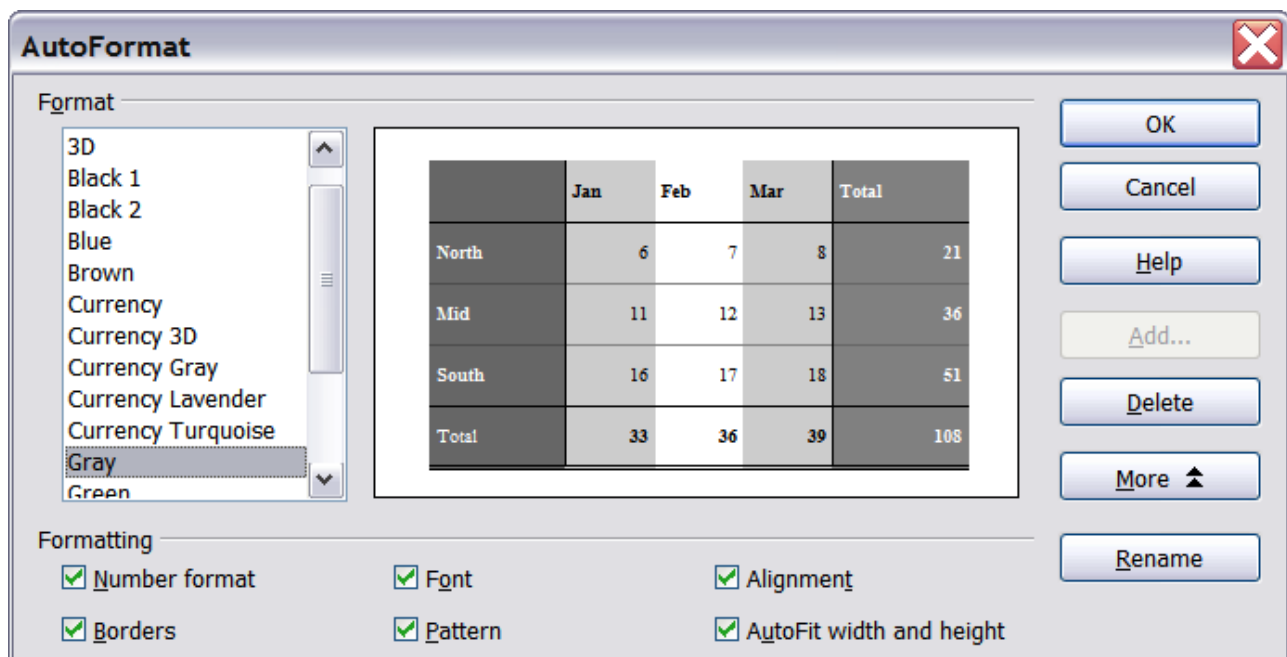 AutoFormat
Format
3D
Black 1
Black 2
Blue
Brown
Currency
Currency 3D
Currency Gray
Currency Lavender
Currency Turquoise
Gray
Green
Jan Feb Mar Total
North 6 7 8 21
Mid 11 12 13 36
South 16 17 18 51
Total 33 36 39 108
OK
Cancel
Help
Add...
Delete
More
Rename
Formatting
Number format Font Alignment
Borders Pattern AutoFit width and height